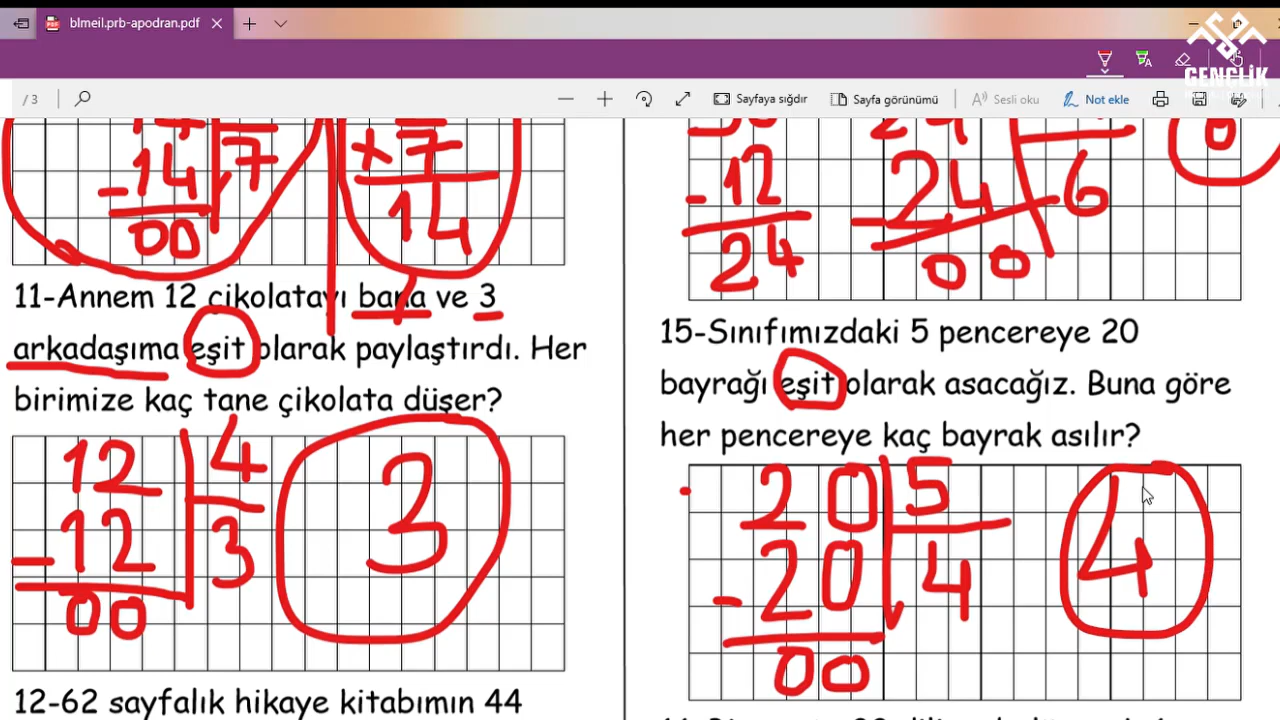 blmeil.prb-apodran.pdf
GENÇLİK
/ 3
Sayfaya sığdır
Sayfa görünümü
Sesli oku
Not ekle
14 7
- 14
00
x 7
14
11-Annem 12 çikolatayı bana ve 3
arkadaşıma eşit olarak paylaştırdı. Her
birimize kaç tane çikolata düşer?
12 4
- 12 3
00
3
12-62 sayfalık hikaye kitabımın 44
- 12
24
24
- 24 6
00
15-Sınıfımızdaki 5 pencereye 20
bayrağı eşit olarak asacağız. Buna göre
her pencereye kaç bayrak asılır?
20 5
- 20 4
00
4